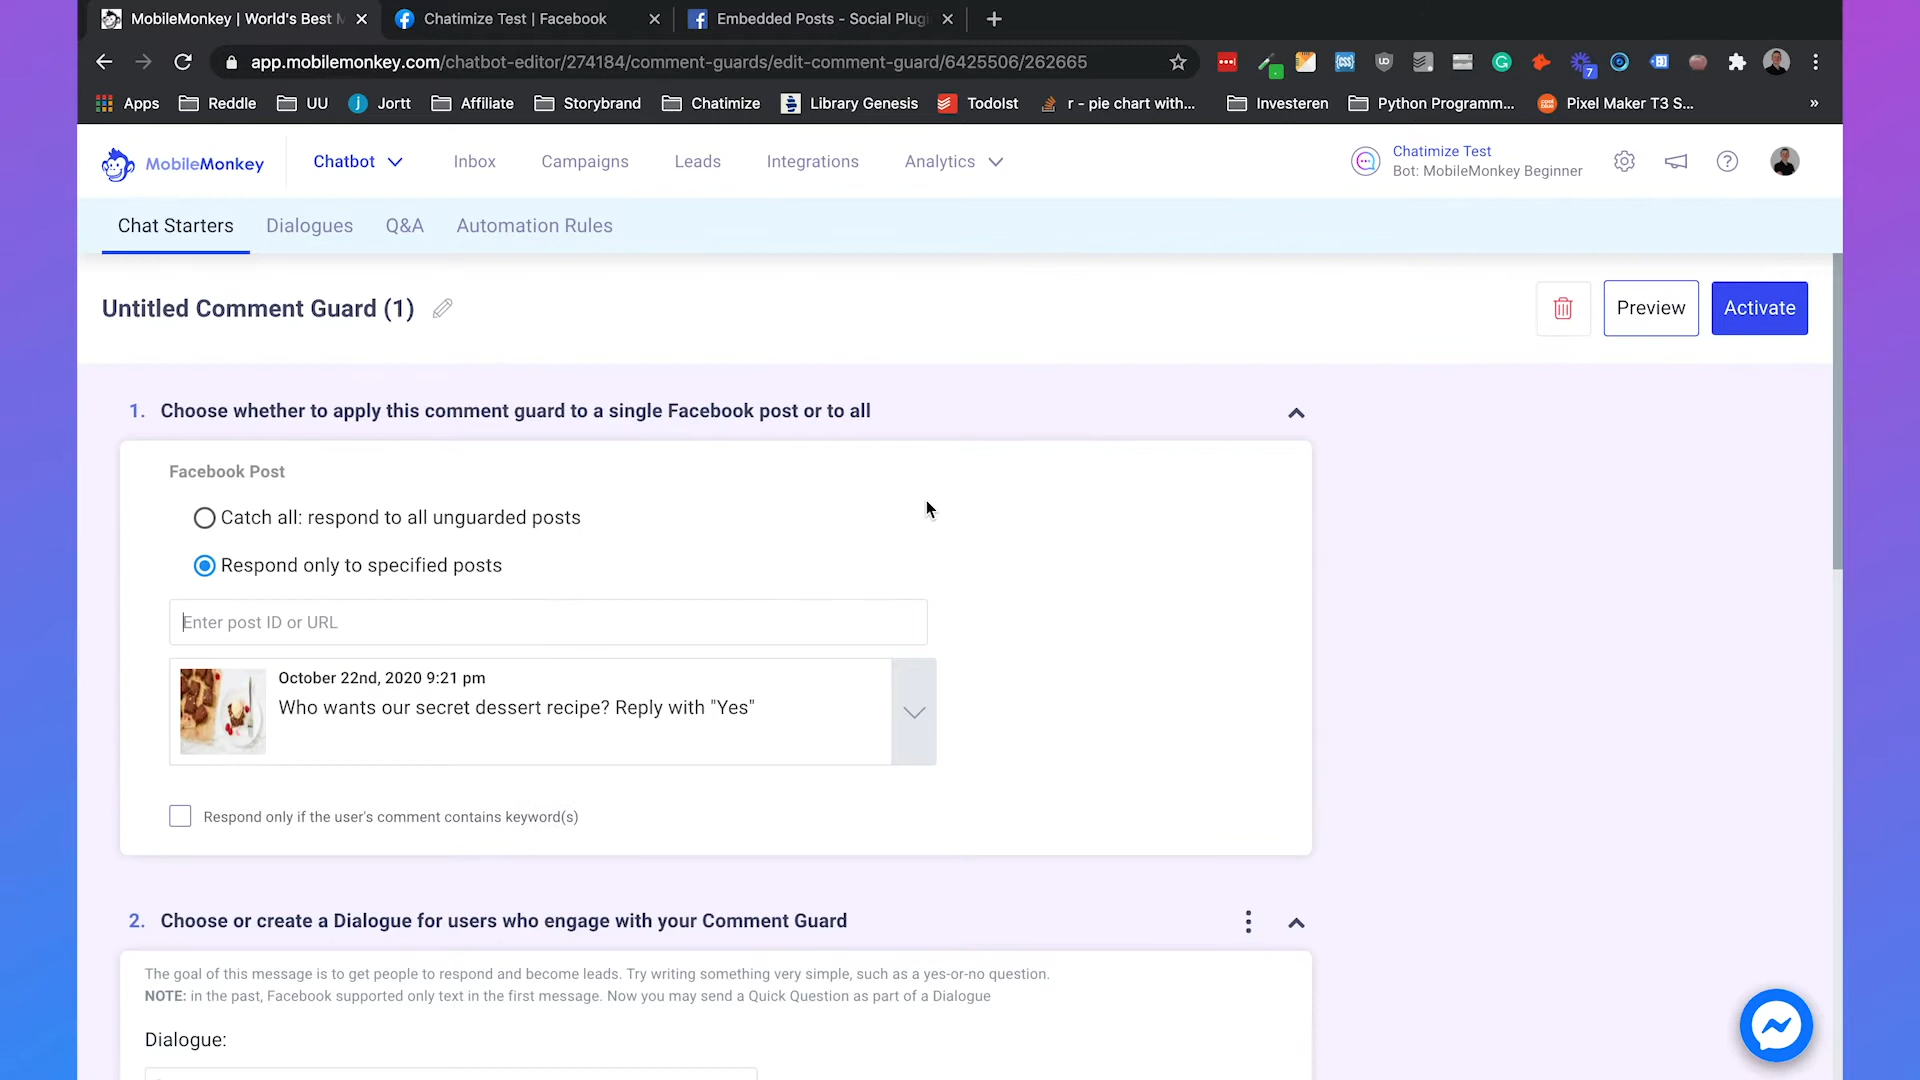 MobileMonkey | World's Best M
Chatimize Test | Facebook
Embedded Posts - Social Plugi
app.mobilemonkey.com/chatbot-editor/274184/comment-guards/edit-comment-guard/6425506/262665
7
Apps
Reddle
UU
Jortt
Affiliate
Storybrand
Chatimize
Library Genesis
TodoIst
r - pie chart with...
Investeren
Python Programm...
Pixel Maker T3 S...
»
MobileMonkey
Chatbot
Inbox
Campaigns
Leads
Integrations
Analytics
Chatimize Test
Bot: MobileMonkey Beginner
Chat Starters
Dialogues
Q&A
Automation Rules
Untitled Comment Guard (1)
Preview
Activate
1. Choose whether to apply this comment guard to a single Facebook post or to all
Facebook Post
Catch all: respond to all unguarded posts
Respond only to specified posts
Enter post ID or URL
October 22nd, 2020 9:21 pm
Who wants our secret dessert recipe? Reply with "Yes"
Respond only if the user's comment contains keyword(s)
2. Choose or create a Dialogue for users who engage with your Comment Guard
The goal of this message is to get people to respond and become leads. Try writing something very simple, such as a yes-or-no question.
NOTE: in the past, Facebook supported only text in the first message. Now you may send a Quick Question as part of a Dialogue
Dialogue: